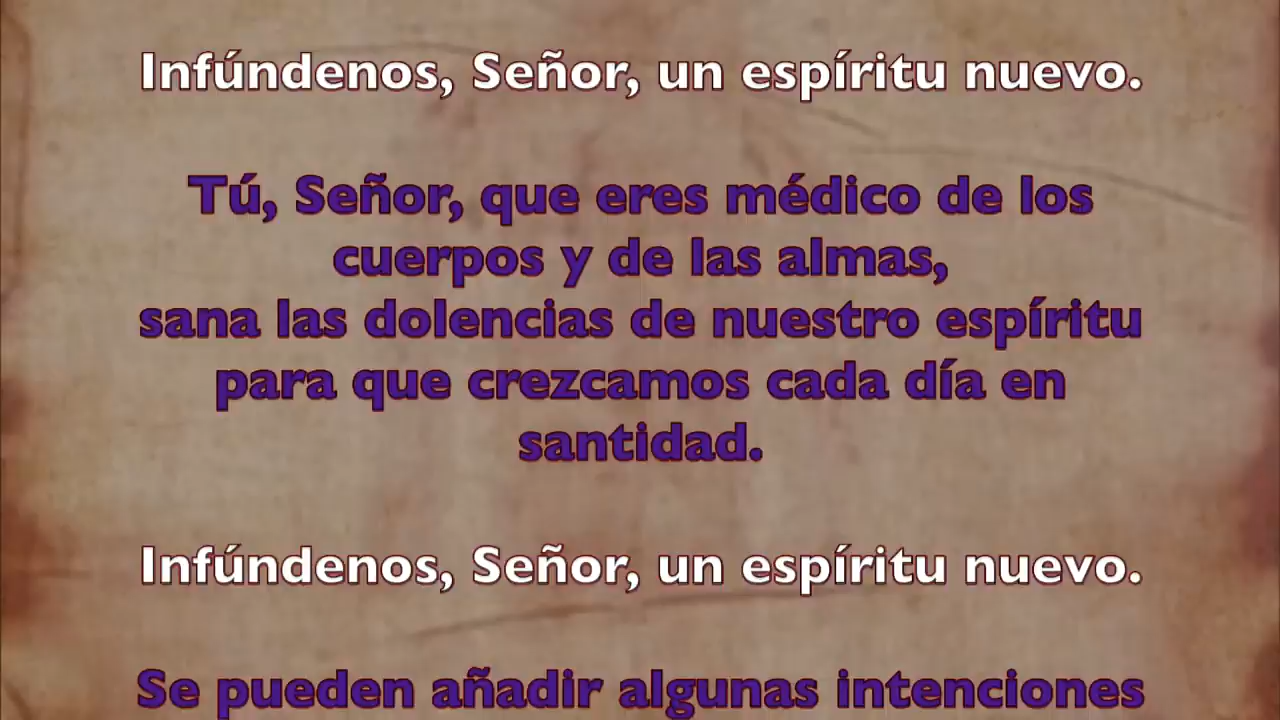 Infúndenos, Señor, un espíritu nuevo.
Tú, Señor, que eres médico de los
cuerpos y de las almas,
sana las dolencias de nuestro espíritu
para que crezcamos cada día en
santidad.
Infúndenos, Señor, un espíritu nuevo.
Se pueden añadir algunas intenciones